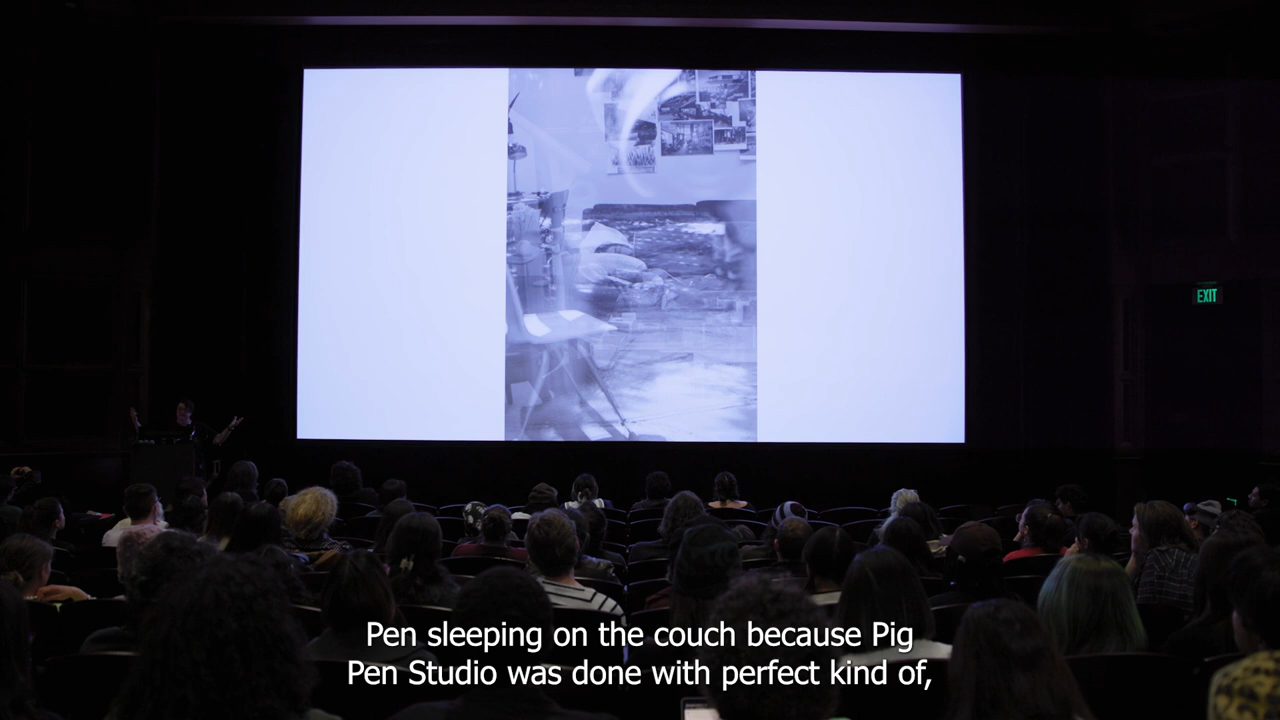 EXIT
Pen sleeping on the couch because Pig
Pen Studio was done with perfect kind of,